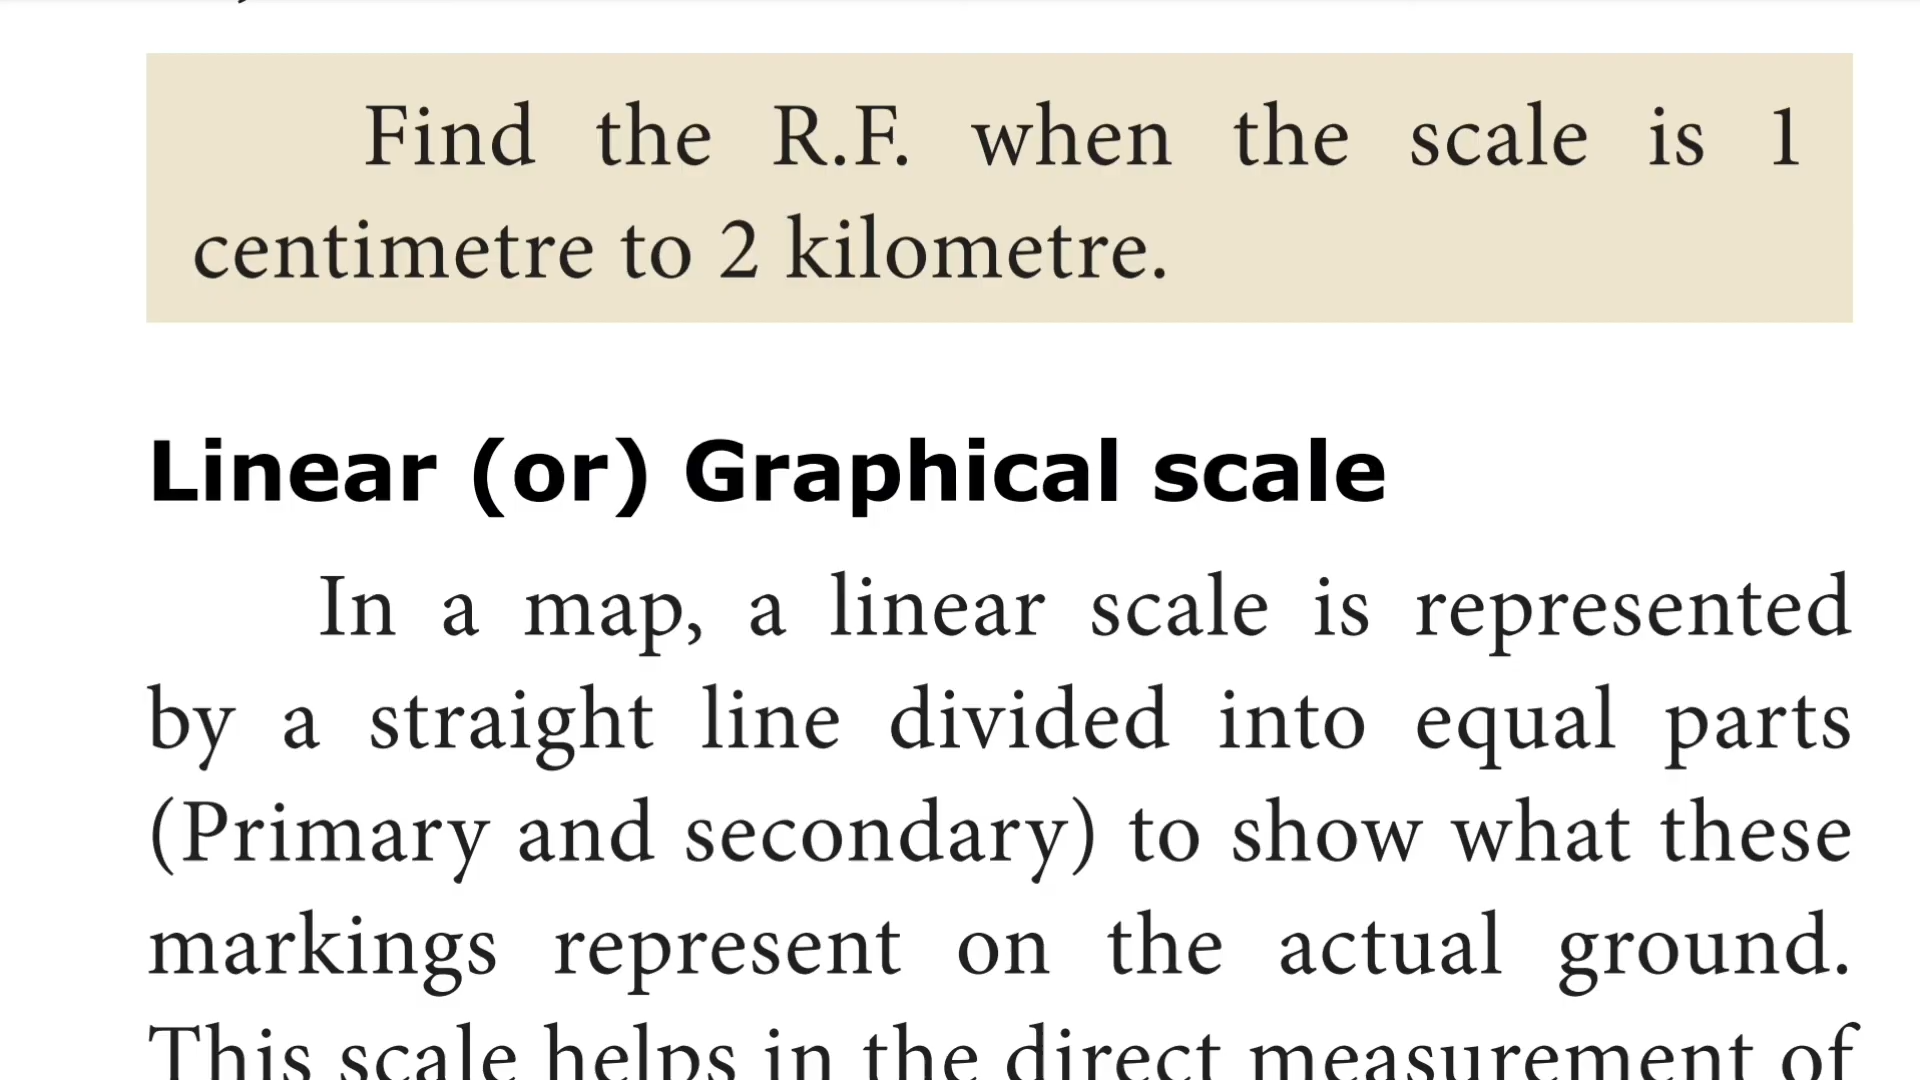 Find the R.F. when the scale is 1
centimetre to 2 kilometre.
Linear (or) Graphical scale
In a map, a linear scale is represented
by a straight line divided into equal parts
(Primary and secondary) to show what these
markings represent on the actual ground.
This scale helps in the direct measurement of